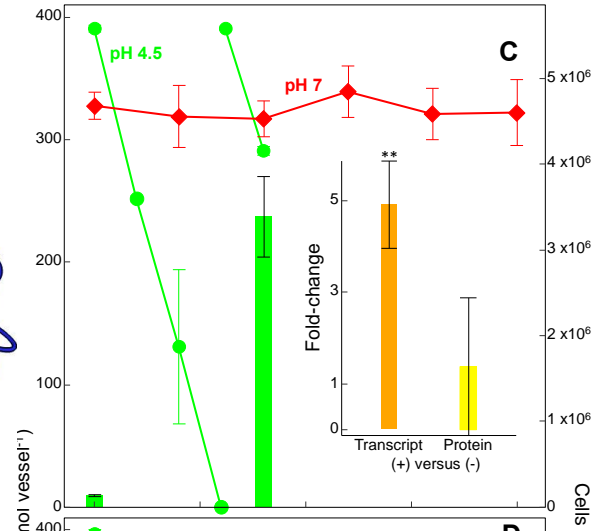 400
C
pH 4.5
pH 7
5 x10⁶
300
4 x10⁶
**
5
200
3 x10⁶
Fold-change
3
2 x10⁶
100
1
1 x10⁶
0
Transcript Protein
(+) versus (-)
mol vessel⁻¹)
0
0
Cells
400